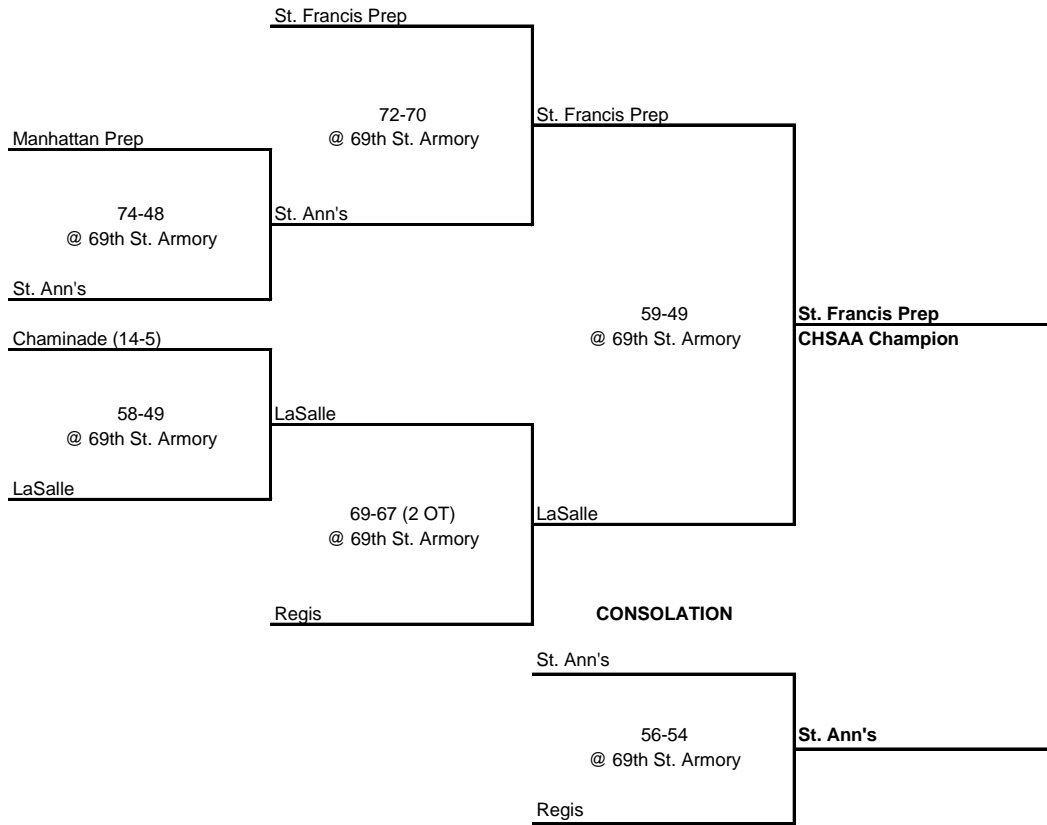 St. Francis Prep
72-70
@ 69th St. Armory
St. Francis Prep
Manhattan Prep
74-48
@ 69th St. Armory
St. Ann's
St. Ann's
59-49
@ 69th St. Armory
St. Francis Prep
CHSAA Champion
Chaminade (14-5)
58-49
@ 69th St. Armory
LaSalle
LaSalle
69-67 (2 OT)
@ 69th St. Armory
LaSalle
Regis
CONSOLATION
St. Ann's
56-54
@ 69th St. Armory
St. Ann's
Regis